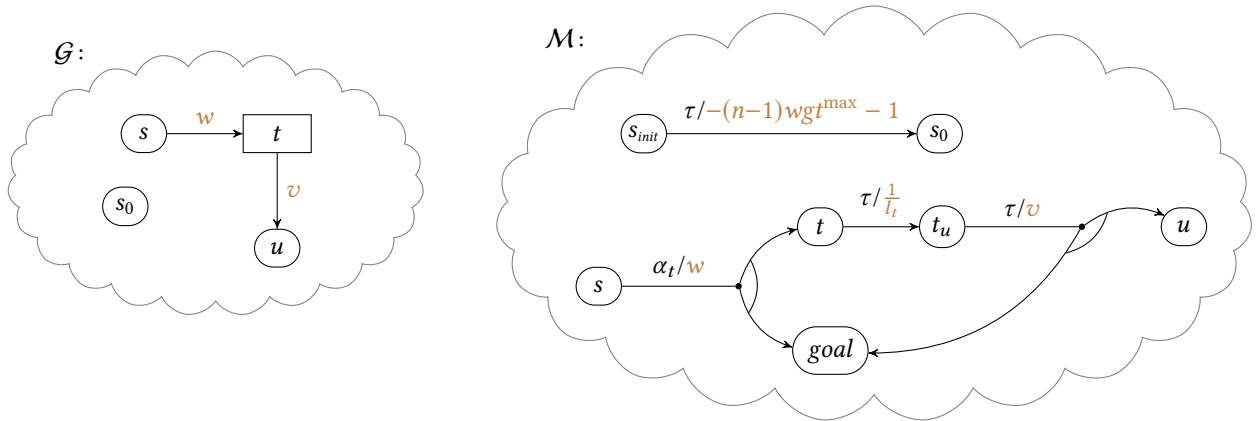 𝒢:
s
w
t
v
s₀
u
ℳ:
s_init
τ/−(n−1)wgt^max − 1
s₀
s
α_t/w
t
τ/1/l_t
t_u
τ/v
u
goal